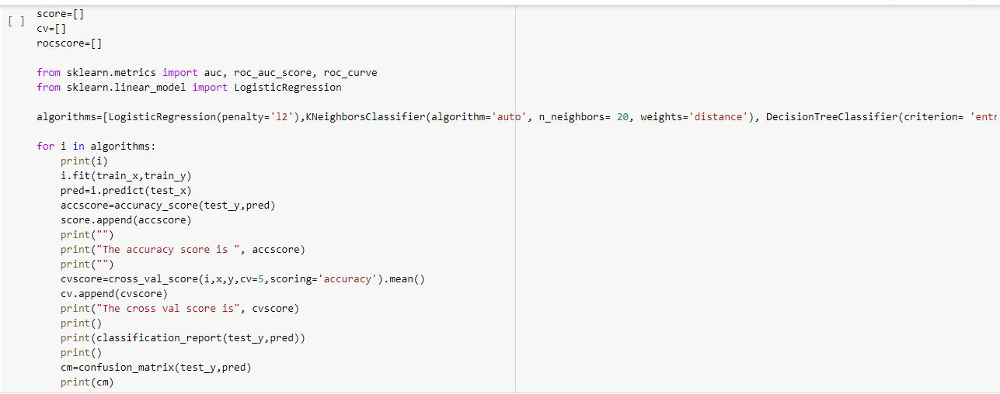 [ ]
score=[]
cv=[]
rocscore=[]
from sklearn.metrics import auc, roc_auc_score, roc_curve
from sklearn.linear_model import LogisticRegression
algorithms=[LogisticRegression(penalty='l2'),KNeighborsClassifier(algorithm='auto', n_neighbors= 20, weights='distance'), DecisionTreeClassifier(criterion= 'entr
for i in algorithms:
    print(i)
    i.fit(train_x,train_y)
    pred=i.predict(test_x)
    accscore=accuracy_score(test_y,pred)
    score.append(accscore)
    print("")
    print("The accuracy score is ", accscore)
    print("")
    cvscore=cross_val_score(i,x,y,cv=5,scoring='accuracy').mean()
    cv.append(cvscore)
    print("The cross val score is", cvscore)
    print()
    print(classification_report(test_y,pred))
    print()
    cm=confusion_matrix(test_y,pred)
    print(cm)